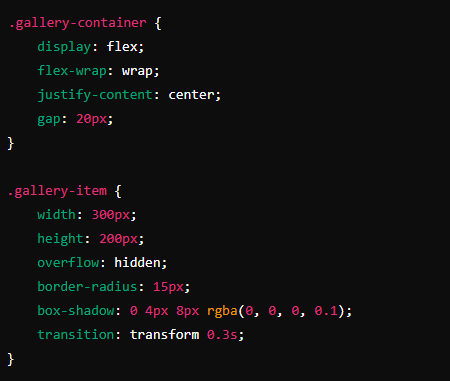 .gallery-container {
    display: flex;
    flex-wrap: wrap;
    justify-content: center;
    gap: 20px;
}

.gallery-item {
    width: 300px;
    height: 200px;
    overflow: hidden;
    border-radius: 15px;
    box-shadow: 0 4px 8px rgba(0, 0, 0, 0.1);
    transition: transform 0.3s;
}